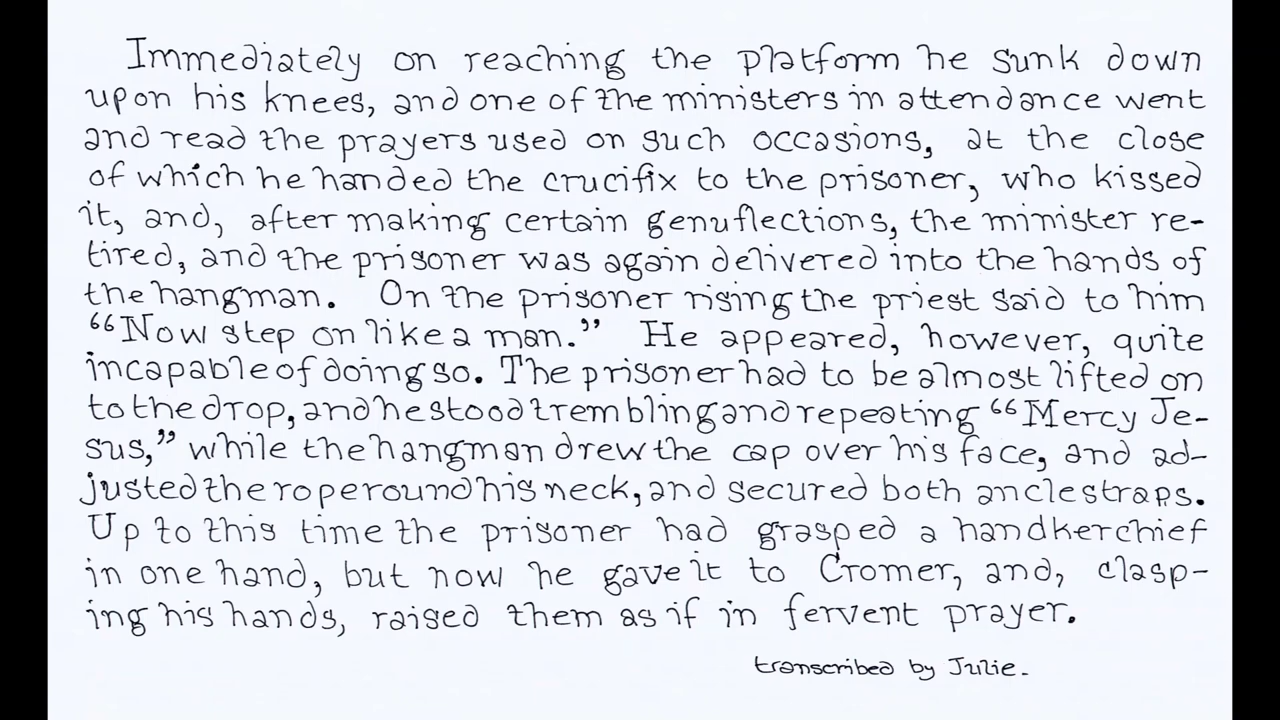 Immediately on reaching the platform he sunk down
upon his knees, and one of the ministers in attendance went
and read the prayers used on such occasions, at the close
of which he handed the crucifix to the prisoner, who kissed
it, and, after making certain genuflections, the minister re-
tired, and the prisoner was again delivered into the hands of
the hangman. On the prisoner rising the priest said to him
“Now step on like a man.” He appeared, however, quite
incapable of doing so. The prisoner had to be almost lifted on
to the drop, and he stood trembling and repeating “Mercy Je-
sus,” while the hangman drew the cap over his face, and ad-
justed the rope round his neck, and secured both ancle straps.
Up to this time the prisoner had grasped a handkerchief
in one hand, but now he gave it to Cromer, and, clasp-
ing his hands, raised them as if in fervent prayer.
transcribed by Julie.